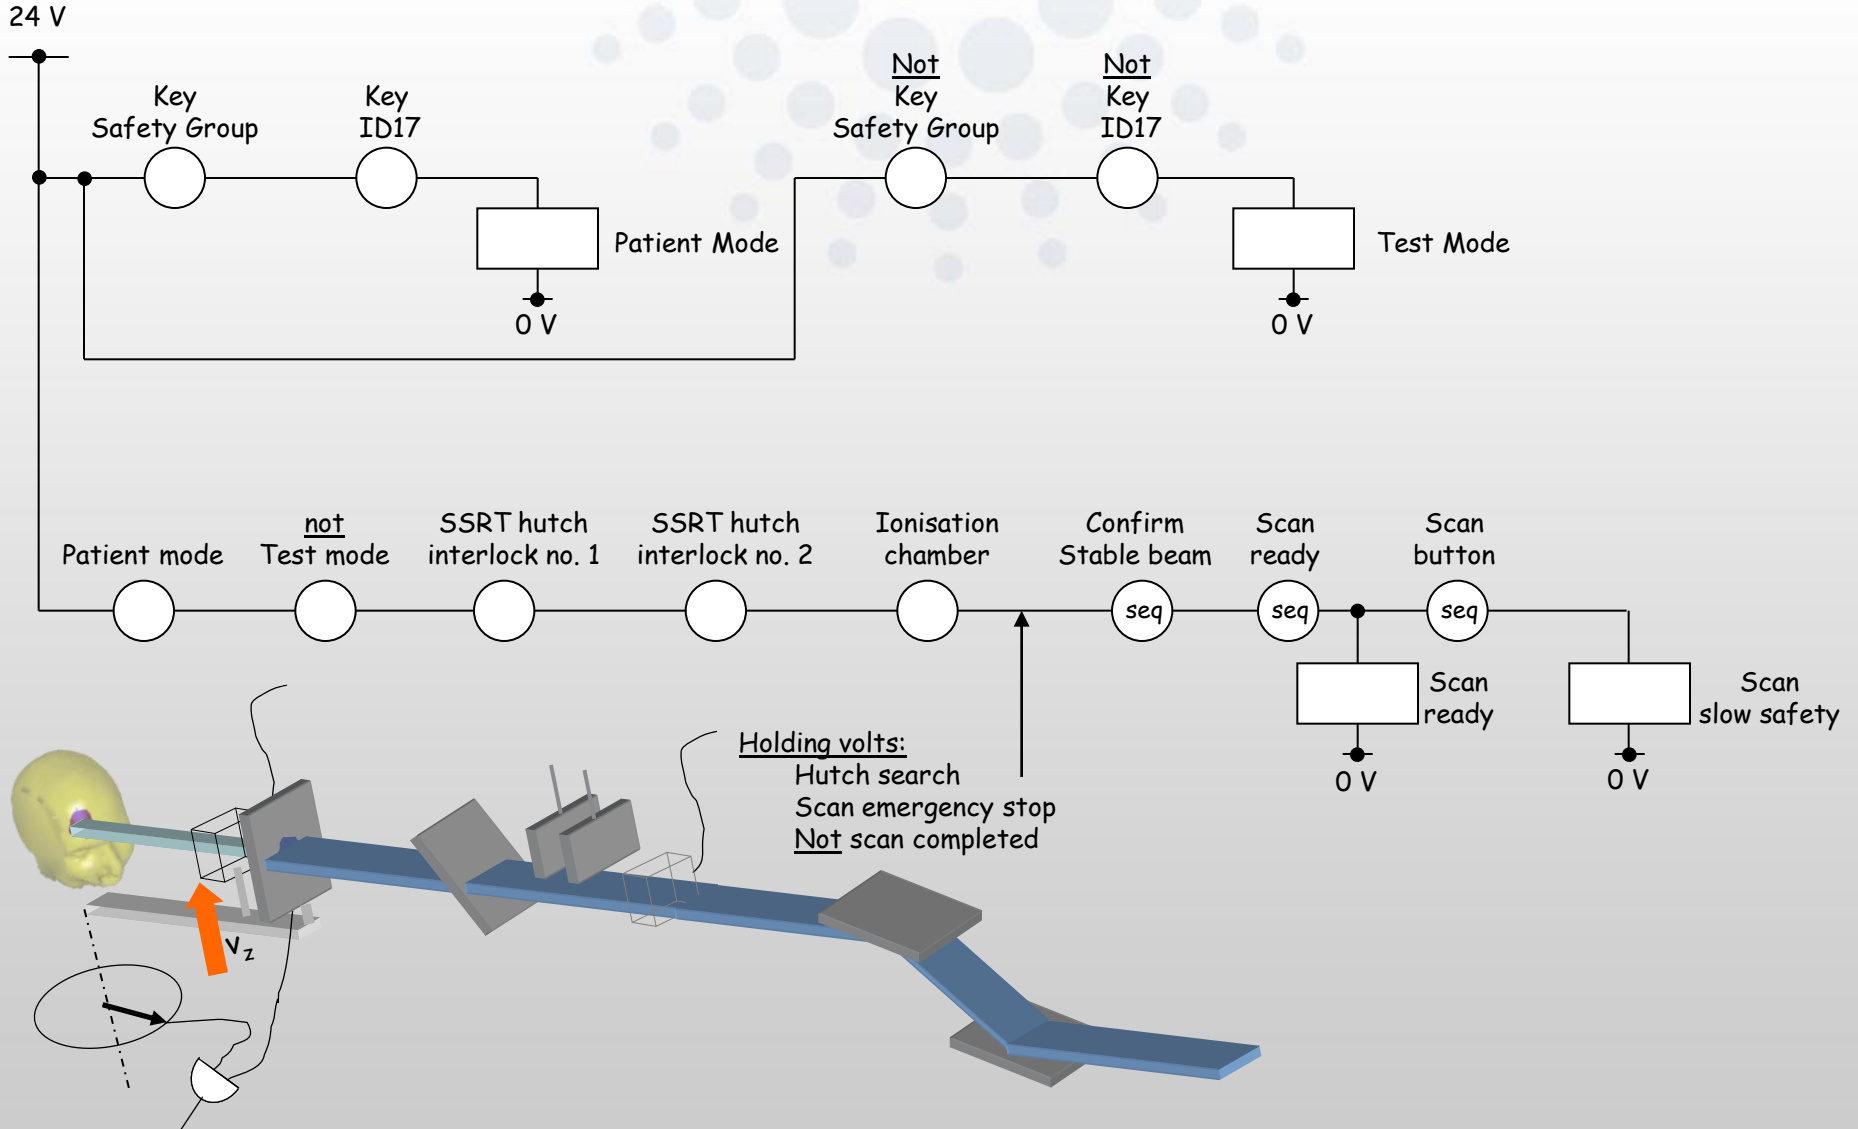 24 V
Key
Safety Group
Key
ID17
Not
Key
Safety Group
Not
Key
ID17
Patient Mode
Test Mode
0 V
0 V
Patient mode
not
Test mode
SSRT hutch
interlock no. 1
SSRT hutch
interlock no. 2
Ionisation
chamber
Confirm
Stable beam
Scan
ready
Scan
button
seq
seq
seq
Scan
ready
Scan
slow safety
0 V
0 V
Holding volts:
Hutch search
Scan emergency stop
Not scan completed
vz